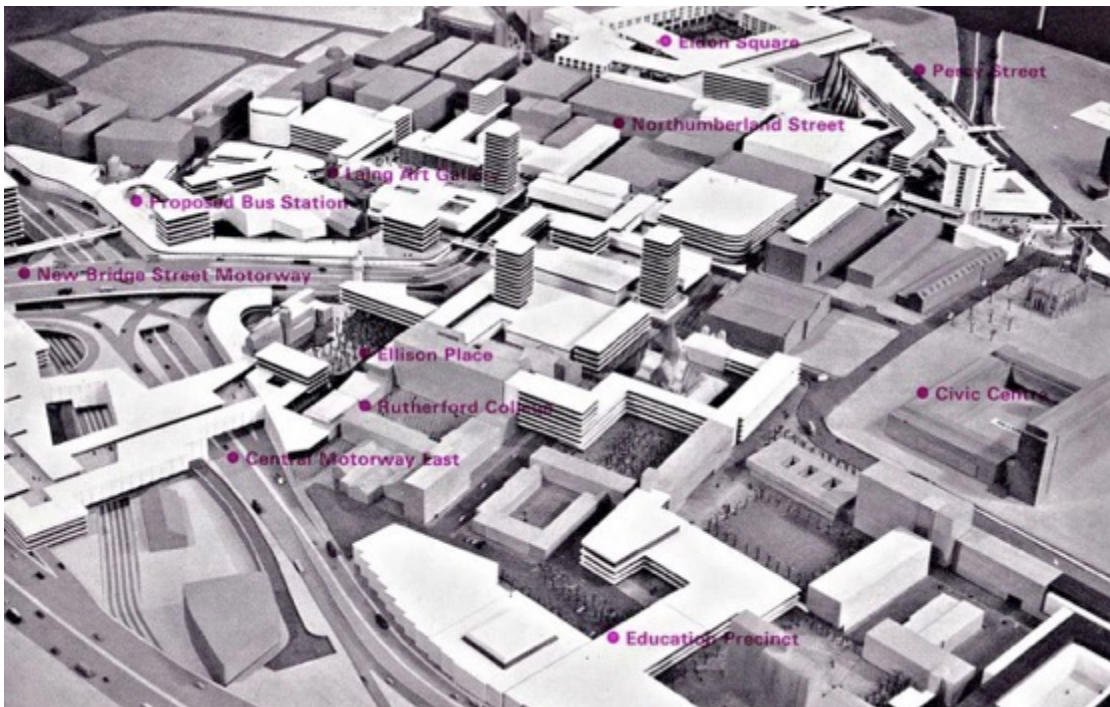 Eldon Square
Percy Street
Northumberland Street
Laing Art Gallery
Proposed Bus Station
New Bridge Street Motorway
Ellison Place
Rutherford College
Civic Centre
Central Motorway East
Education Precinct